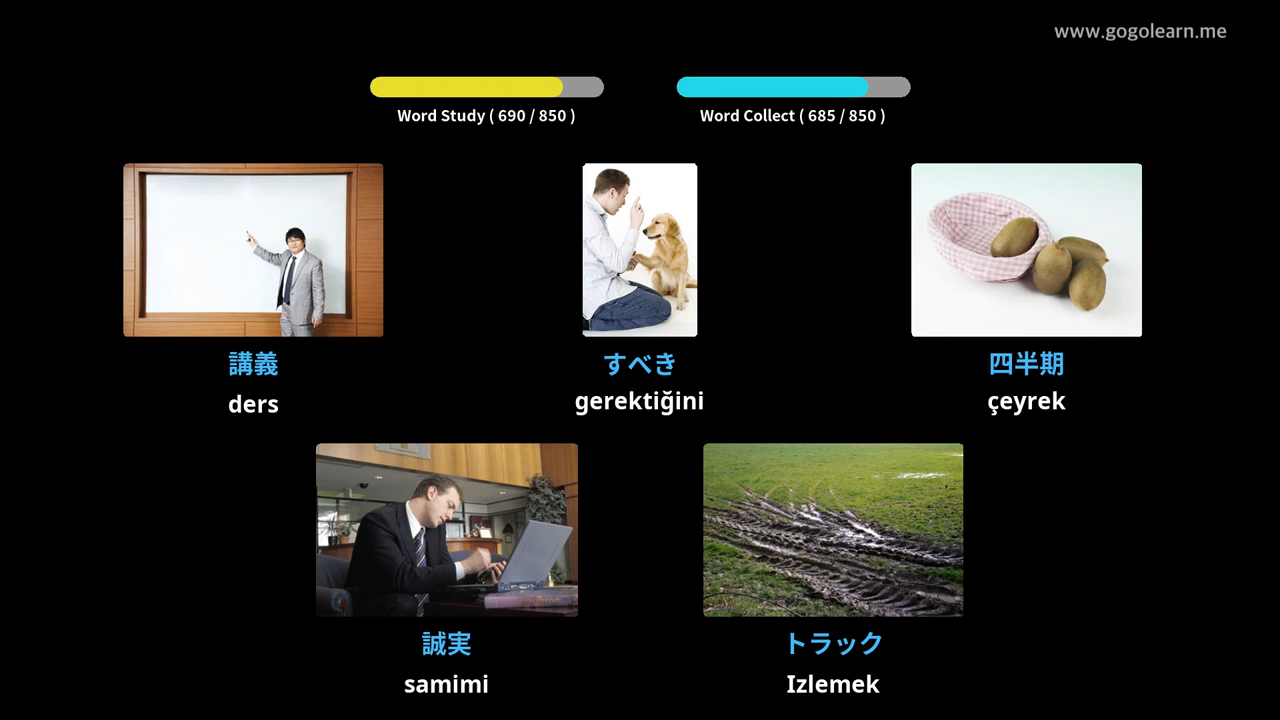 www.gogolearn.me
Word Study ( 690 / 850 )
Word Collect ( 685 / 850 )
講義
ders
すべき
gerektiğini
四半期
çeyrek
誠実
samimi
トラック
Izlemek